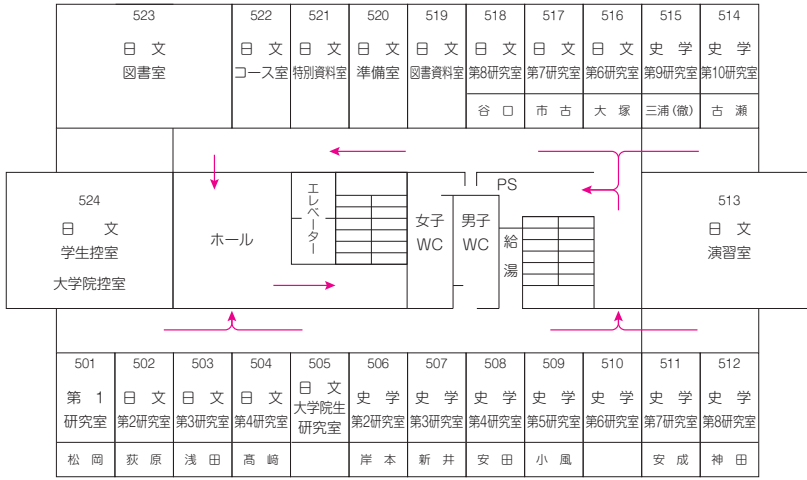 523
日 文
図書室
522
日 文
コース室
521
日 文
特別資料室
520
日 文
準備室
519
日 文
図書資料室
518
日 文
第8研究室
谷 口
517
日 文
第7研究室
市 古
516
日 文
第6研究室
大 塚
515
史 学
第9研究室
三浦(徹)
514
史 学
第10研究室
古 瀬
524
日 文
学生控室
大学院控室
ホール
エレベーター
女子
WC
男子
WC
PS
給湯
513
日 文
演習室
501
第 1
研究室
松 岡
502
日 文
第2研究室
荻 原
503
日 文
第3研究室
浅 田
504
日 文
第4研究室
髙 﨑
505
日 文
大学院生
研究室
506
史 学
第2研究室
岸 本
507
史 学
第3研究室
新 井
508
史 学
第4研究室
安 田
509
史 学
第5研究室
小 風
510
史 学
第6研究室
511
史 学
第7研究室
安 成
512
史 学
第8研究室
神 田